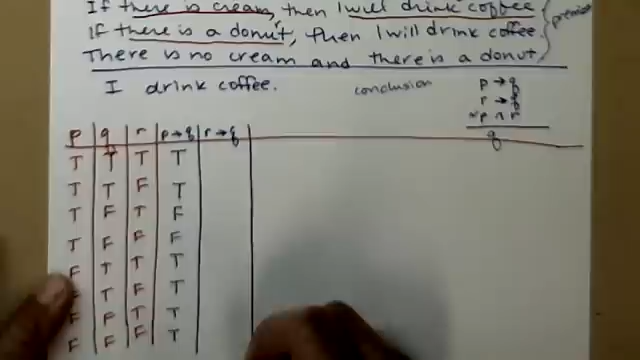 If there is cream, then I will drink coffee
If there is a donut, then I will drink coffee.
There is no cream and there is a donut
premise
I drink coffee.
conclusion
p → q
r → q
~p ∧ r
q
p q r p→q r→q
T T T T
T T F T
T F T F
T F F F
F T T T
F T F T
F F T T
F F F T